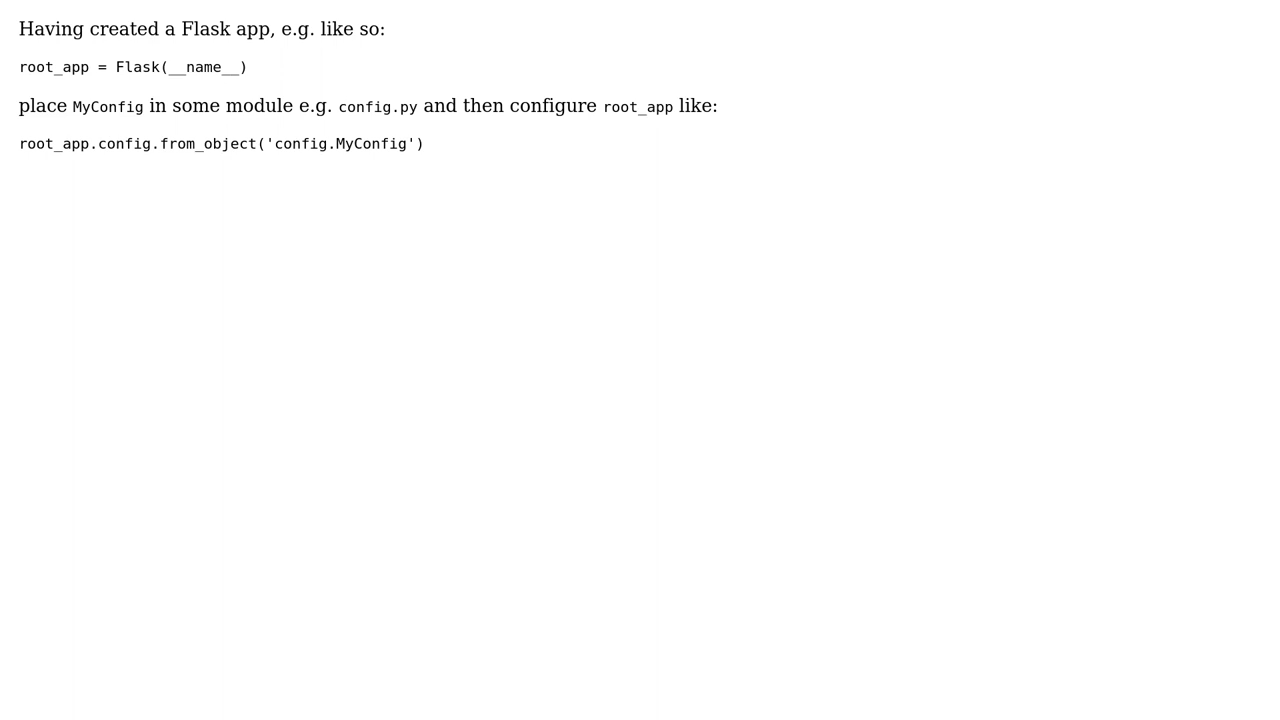 Having created a Flask app, e.g. like so:
root_app = Flask(__name__)
place MyConfig in some module e.g. config.py and then configure root_app like:
root_app.config.from_object('config.MyConfig')